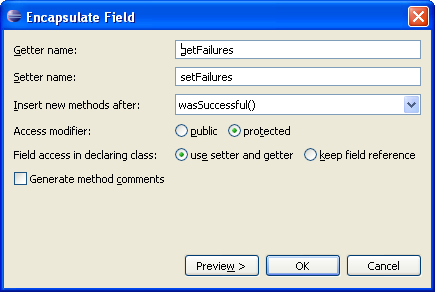 Encapsulate Field
Getter name:
getFailures
Setter name:
setFailures
Insert new methods after:
wasSuccessful()
Access modifier:
public
protected
Field access in declaring class:
use setter and getter
keep field reference
Generate method comments
Preview >
OK
Cancel